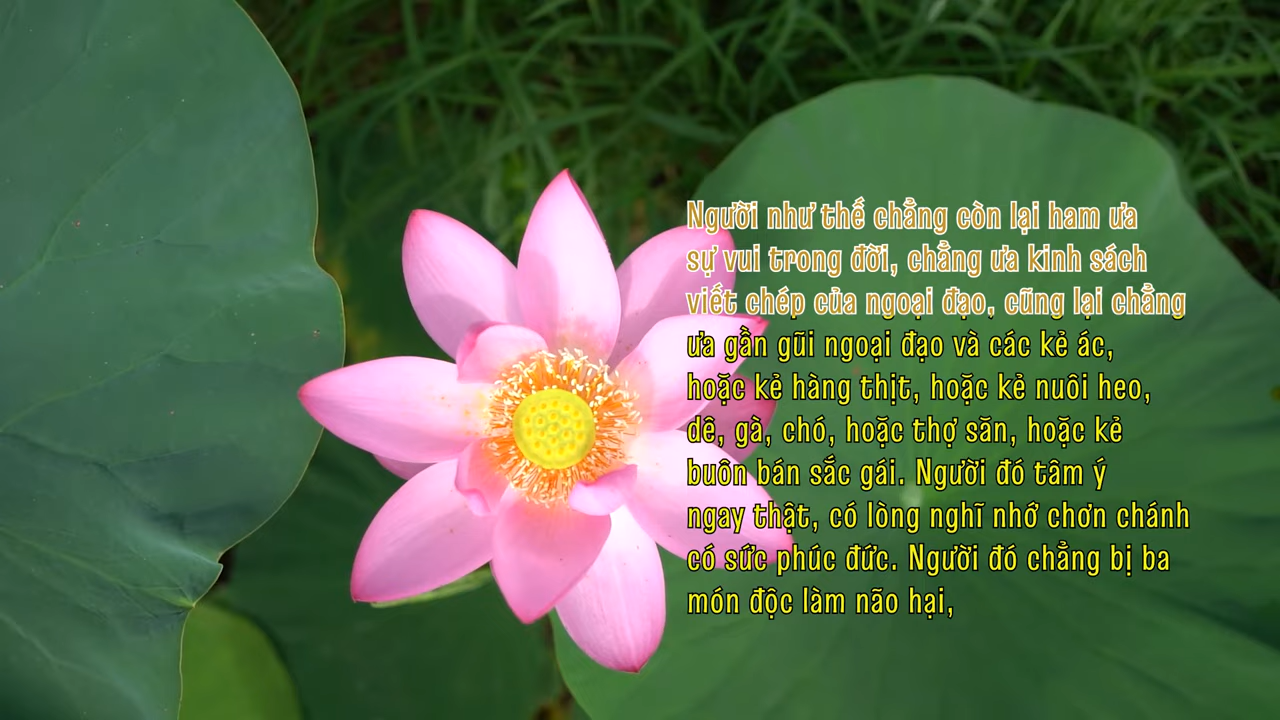 Người như thế chẳng còn lại ham ưa
sự vui trong đời, chẳng ưa kinh sách
viết chép của ngoại đạo, cũng lại chẳng
ưa gần gũi ngoại đạo và các kẻ ác,
hoặc kẻ hàng thịt, hoặc kẻ nuôi heo,
dê, gà, chó, hoặc thợ săn, hoặc kẻ
buôn bán sắc gái. Người đó tâm ý
ngay thật, có lòng nghĩ nhớ chơn chánh
có sức phúc đức. Người đó chẳng bị ba
món độc làm não hại,